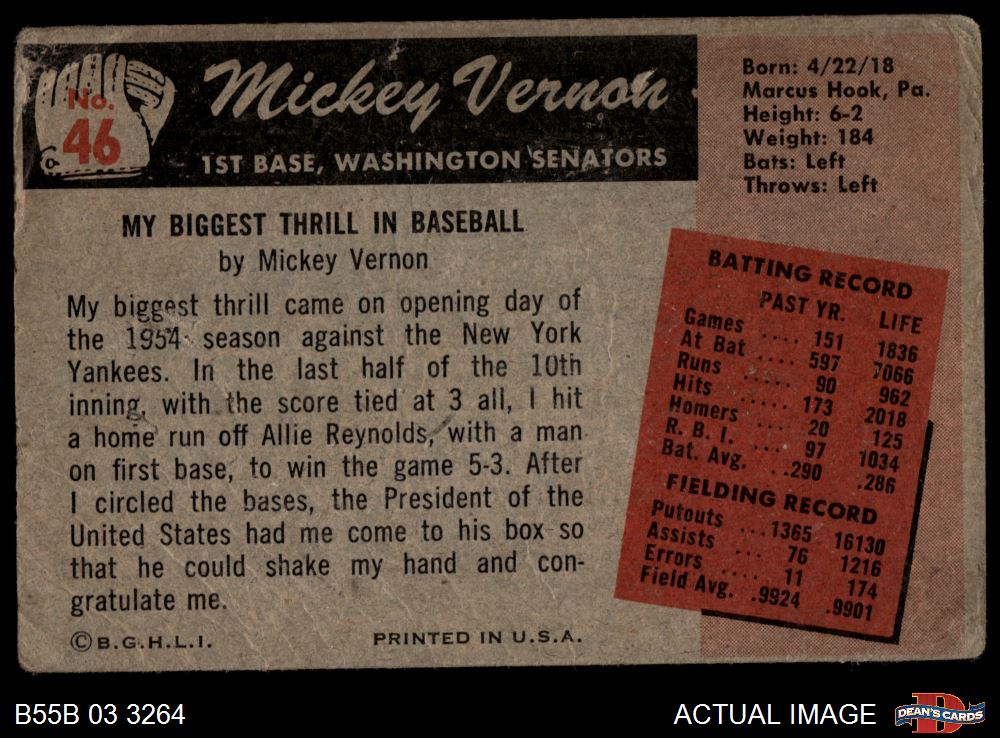 No.
46
Mickey Vernon
1ST BASE, WASHINGTON SENATORS
Born: 4/22/18
Marcus Hook, Pa.
Height: 6-2
Weight: 184
Bats: Left
Throws: Left
MY BIGGEST THRILL IN BASEBALL
by Mickey Vernon
My biggest thrill came on opening day of
the 1954 season against the New York
Yankees. In the last half of the 10th
inning, with the score tied at 3 all, I hit
a home run off Allie Reynolds, with a man
on first base, to win the game 5-3. After
I circled the bases, the President of the
United States had me come to his box so
that he could shake my hand and con-
gratulate me.
©B.G.H.L.I.
PRINTED IN U.S.A.
BATTING RECORD
PAST YR. LIFE
Games .... 151 1836
At Bat .... 597 7066
Runs ..... 90 962
Hits ..... 173 2018
Homers ... 20 125
R. B. I. ... 97 1034
Bat. Avg. ..290 .286
FIELDING RECORD
Putouts ...1365 16130
Assists ... 76 1216
Errors .... 11 174
Field Avg. .9924 .9901
B55B 03 3264
ACTUAL IMAGE
DEAN'S CARDS